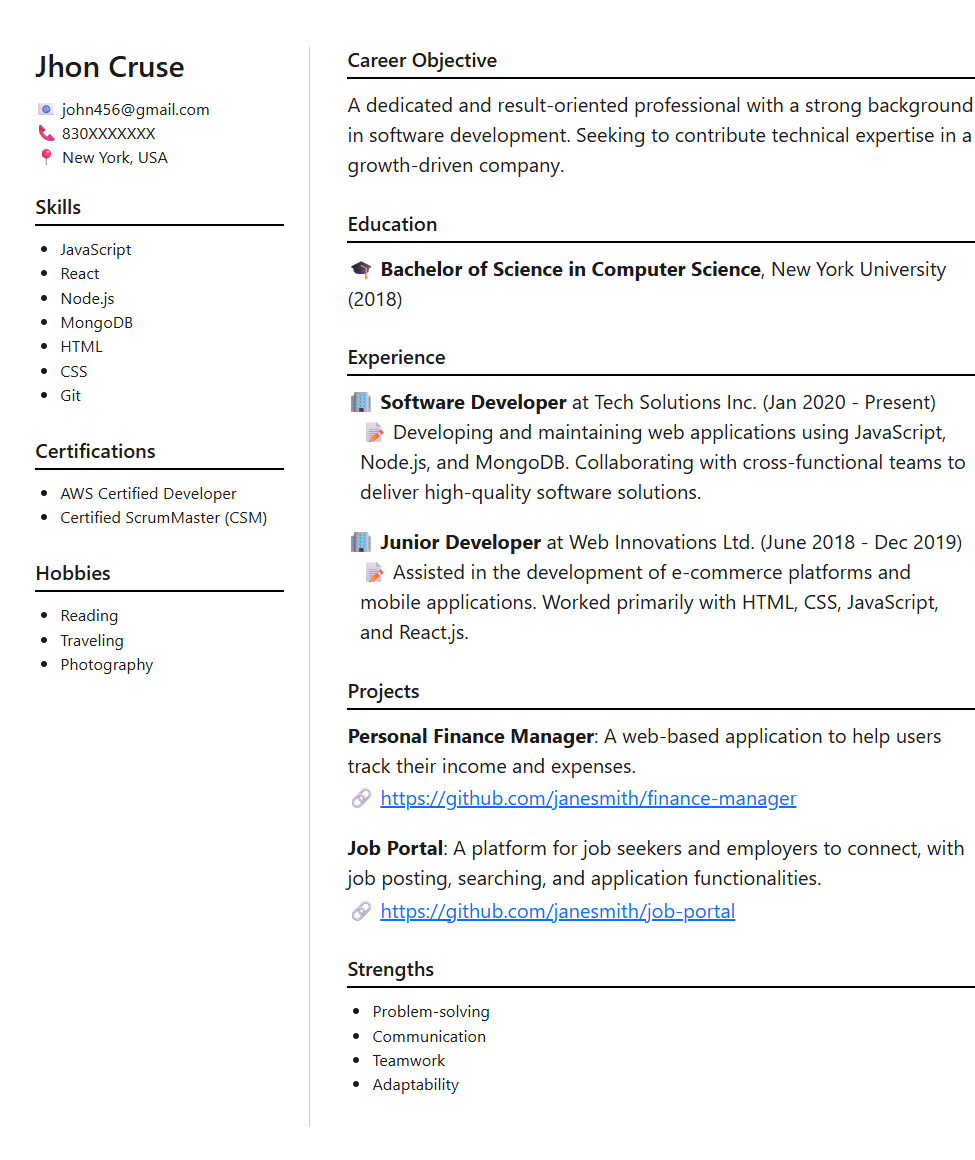 Jhon Cruse
john456@gmail.com
830XXXXXXX
New York, USA
Skills
JavaScript
React
Node.js
MongoDB
HTML
CSS
Git
Certifications
AWS Certified Developer
Certified ScrumMaster (CSM)
Hobbies
Reading
Traveling
Photography
Career Objective
A dedicated and result-oriented professional with a strong background
in software development. Seeking to contribute technical expertise in a
growth-driven company.
Education
Bachelor of Science in Computer Science, New York University
(2018)
Experience
Software Developer at Tech Solutions Inc. (Jan 2020 - Present)
Developing and maintaining web applications using JavaScript,
Node.js, and MongoDB. Collaborating with cross-functional teams to
deliver high-quality software solutions.
Junior Developer at Web Innovations Ltd. (June 2018 - Dec 2019)
Assisted in the development of e-commerce platforms and
mobile applications. Worked primarily with HTML, CSS, JavaScript,
and React.js.
Projects
Personal Finance Manager: A web-based application to help users
track their income and expenses.
https://github.com/janesmith/finance-manager
Job Portal: A platform for job seekers and employers to connect, with
job posting, searching, and application functionalities.
https://github.com/janesmith/job-portal
Strengths
Problem-solving
Communication
Teamwork
Adaptability